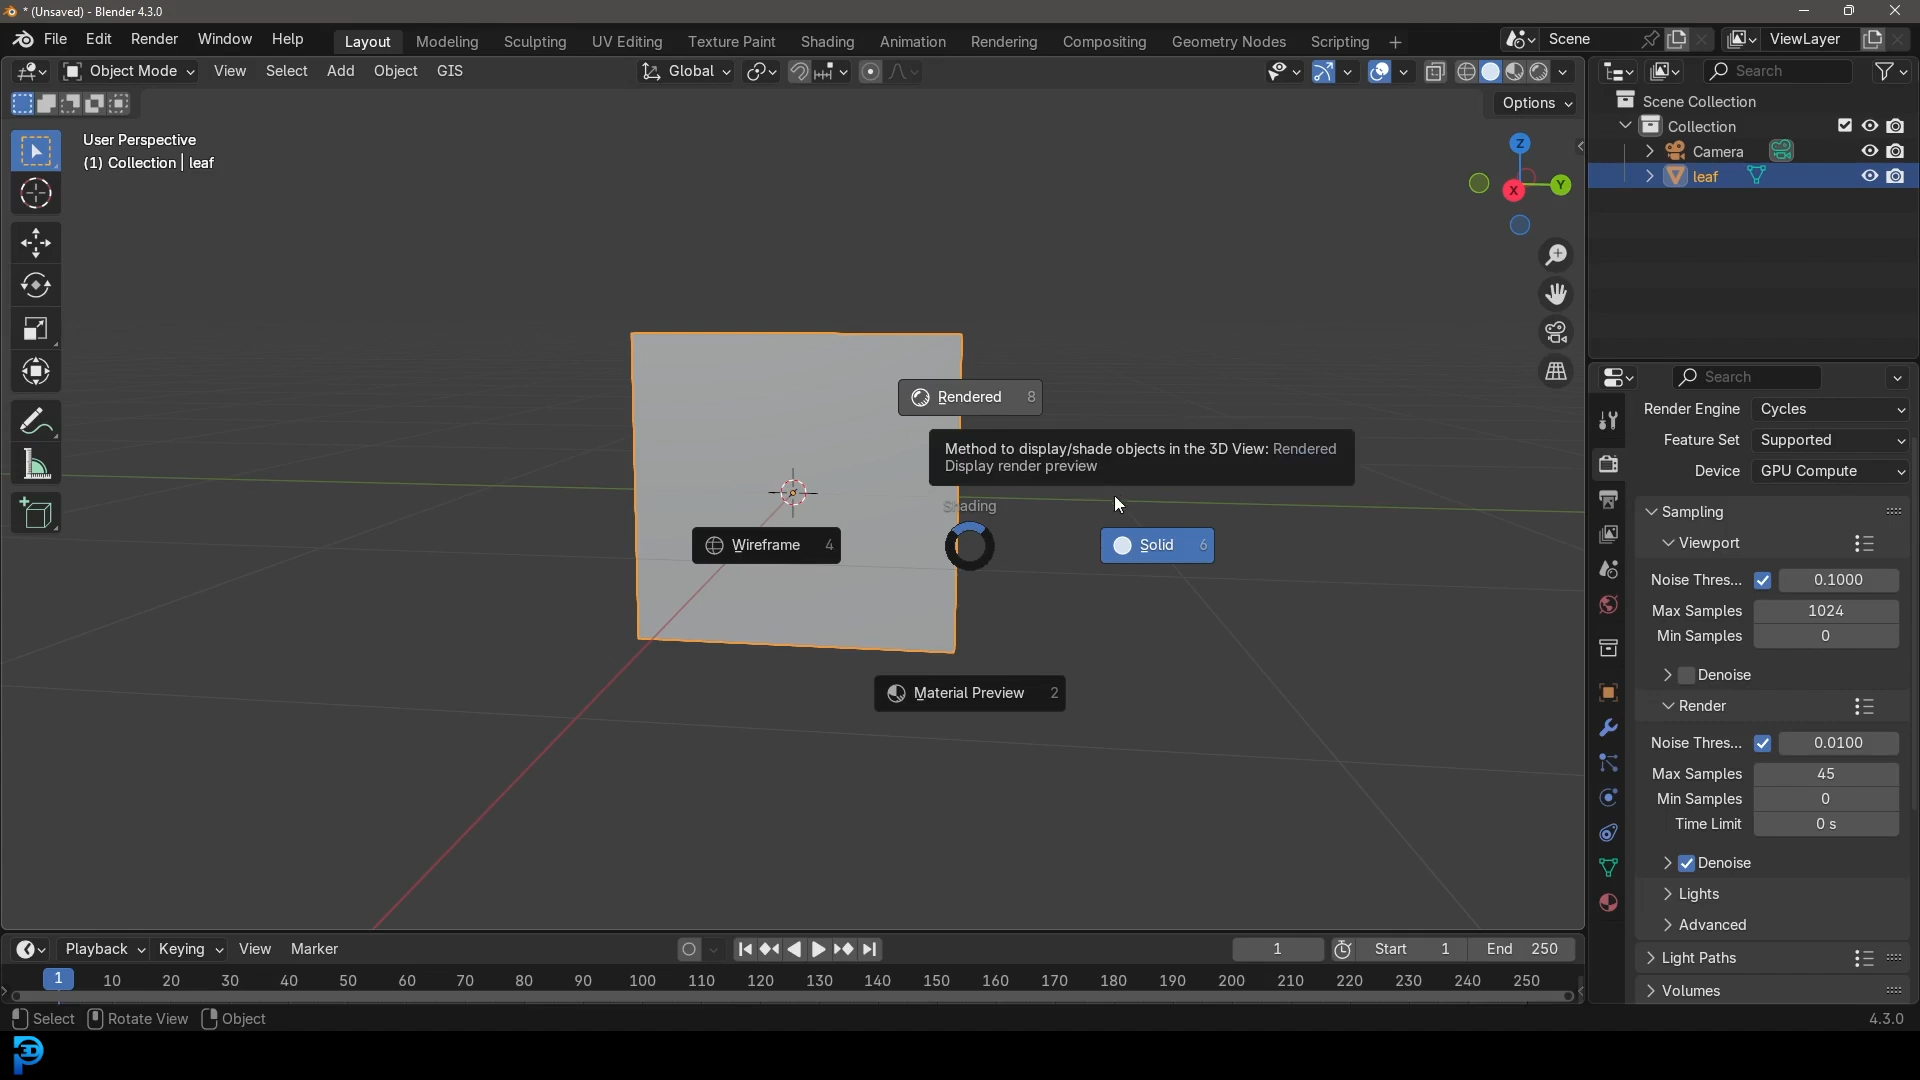 * (Unsaved) - Blender 4.3.0
File Edit Render Window Help
Layout Modeling Sculpting UV Editing Texture Paint Shading Animation Rendering Compositing Geometry Nodes Scripting +
Scene
ViewLayer
Object Mode View Select Add Object GIS
Global
Search
Options
User Perspective
(1) Collection | leaf
Z
Y
X
Scene Collection
Collection
Camera
leaf
Rendered 8
Method to display/shade objects in the 3D View: Rendered
Display render preview
Shading
Wireframe 4
Solid 6
Material Preview 2
Search
Render Engine Cycles
Feature Set Supported
Device GPU Compute
Sampling
Viewport
Noise Thres... 0.1000
Max Samples 1024
Min Samples 0
Denoise
Render
Noise Thres... 0.0100
Max Samples 45
Min Samples 0
Time Limit 0 s
Denoise
Lights
Advanced
Light Paths
Volumes
Playback Keying View Marker
1
Start 1
End 250
1 10 20 30 40 50 60 70 80 90 100 110 120 130 140 150 160 170 180 190 200 210 220 230 240 250
Select Rotate View Object
4.3.0